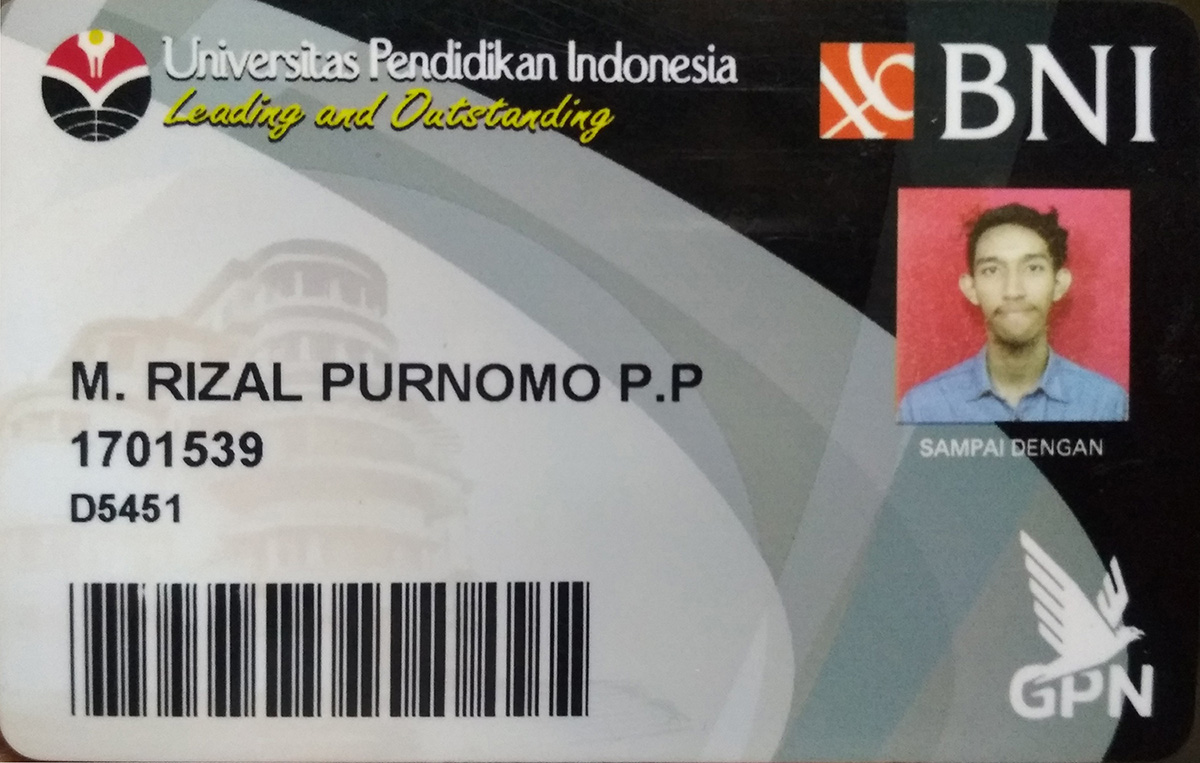 Universitas Pendidikan Indonesia
Leading and Outstanding
BNI
M. RIZAL PURNOMO P.P
1701539
D5451
SAMPAI DENGAN
GPN